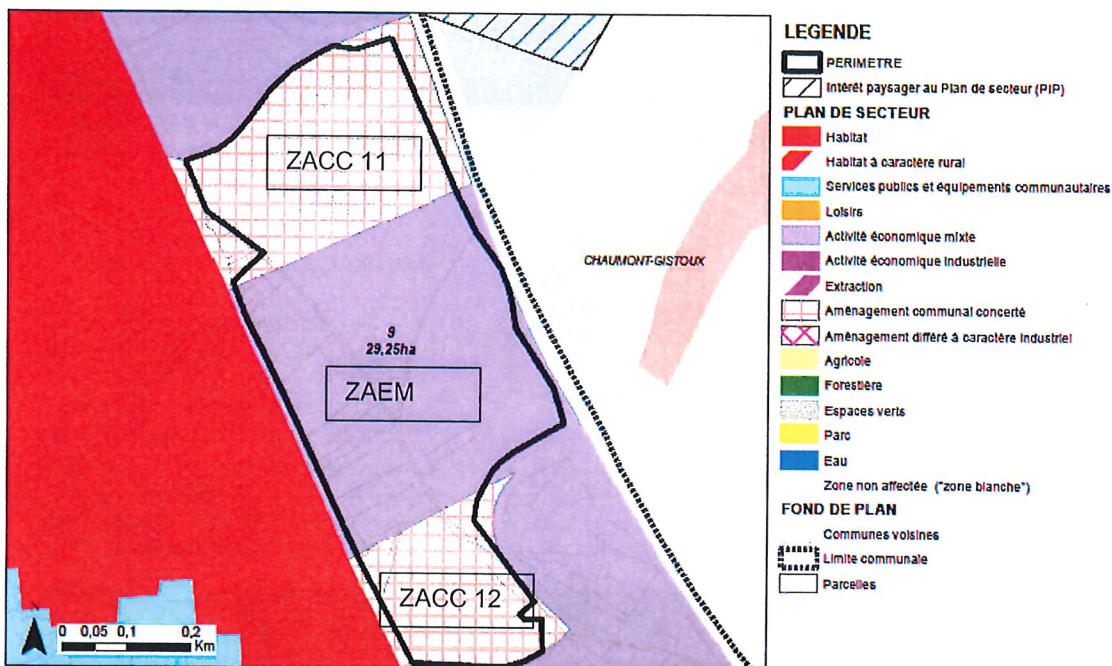 ZACC 11
CHAUMONT-GISTOUX
9
29,25ha
ZAEM
ZACC 12
0 0,05 0,1 0,2
Km
LEGENDE
PERIMETRE
Intérêt paysager au Plan de secteur (PIP)
PLAN DE SECTEUR
Habitat
Habitat à caractère rural
Services publics et équipements communautaires
Loisirs
Activité économique mixte
Activité économique industrielle
Extraction
Aménagement communal concerté
Aménagement différé à caractère industriel
Agricole
Forestière
Espaces verts
Parc
Eau
Zone non affectée ("zone blanche")
FOND DE PLAN
Communes voisines
Limite communale
Parcelles